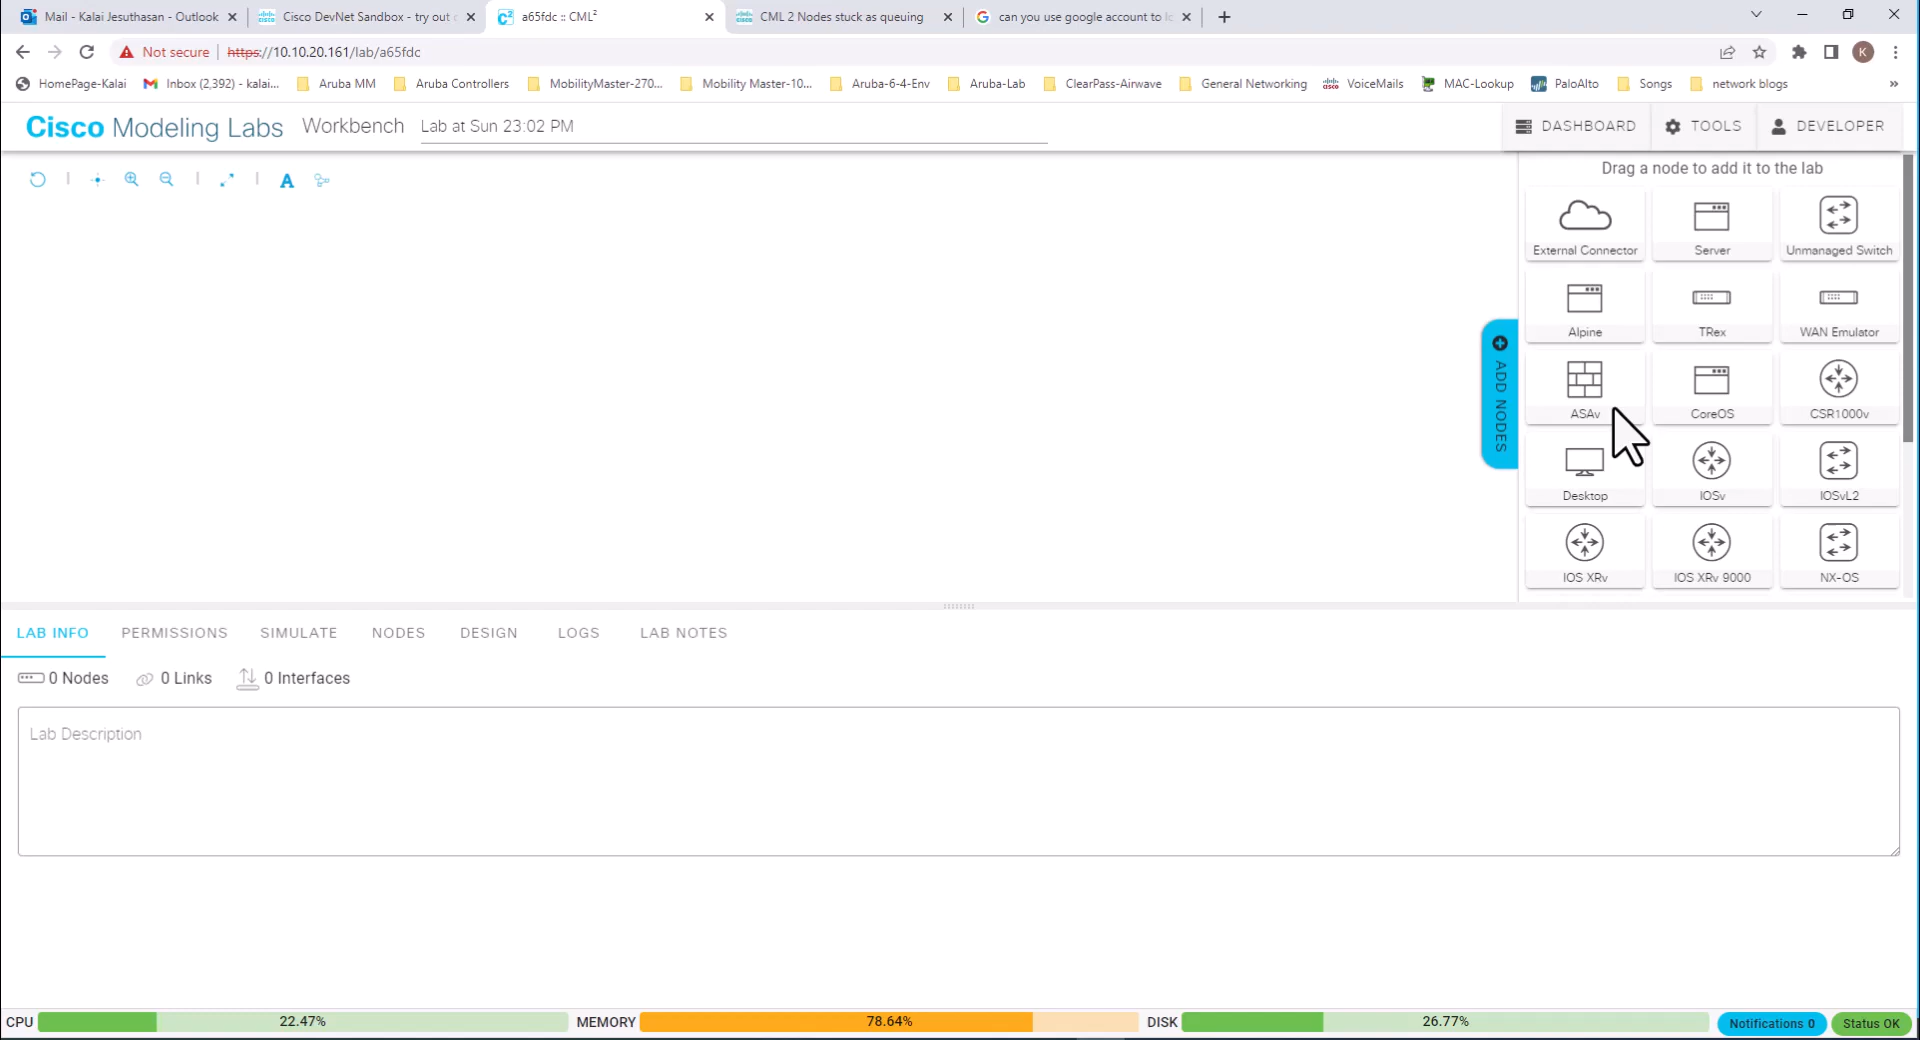 Mail - Kalai Jesuthasan - Outlook
Cisco DevNet Sandbox - try out
a65fdc :: CML²
CML 2 Nodes stuck as queuing
can you use google account to l
Not secure
https://10.10.20.161/lab/a65fdc
K
HomePage-Kalai
Inbox (2,392) - kalai...
Aruba MM
Aruba Controllers
MobilityMaster-270...
Mobility Master-10...
Aruba-6-4-Env
Aruba-Lab
ClearPass-Airwave
General Networking
VoiceMails
MAC-Lookup
PaloAlto
Songs
network blogs
»
Cisco Modeling Labs
Workbench
Lab at Sun 23:02 PM
DASHBOARD
TOOLS
DEVELOPER
A
Drag a node to add it to the lab
External Connector
Server
Unmanaged Switch
Alpine
TRex
WAN Emulator
ADD NODES
ASAv
CoreOS
CSR1000v
Desktop
IOSv
IOSvL2
IOS XRv
IOS XRv 9000
NX-OS
LAB INFO
PERMISSIONS
SIMULATE
NODES
DESIGN
LOGS
LAB NOTES
0 Nodes
0 Links
0 Interfaces
Lab Description
CPU
22.47%
MEMORY
78.64%
DISK
26.77%
Notifications 0
Status OK